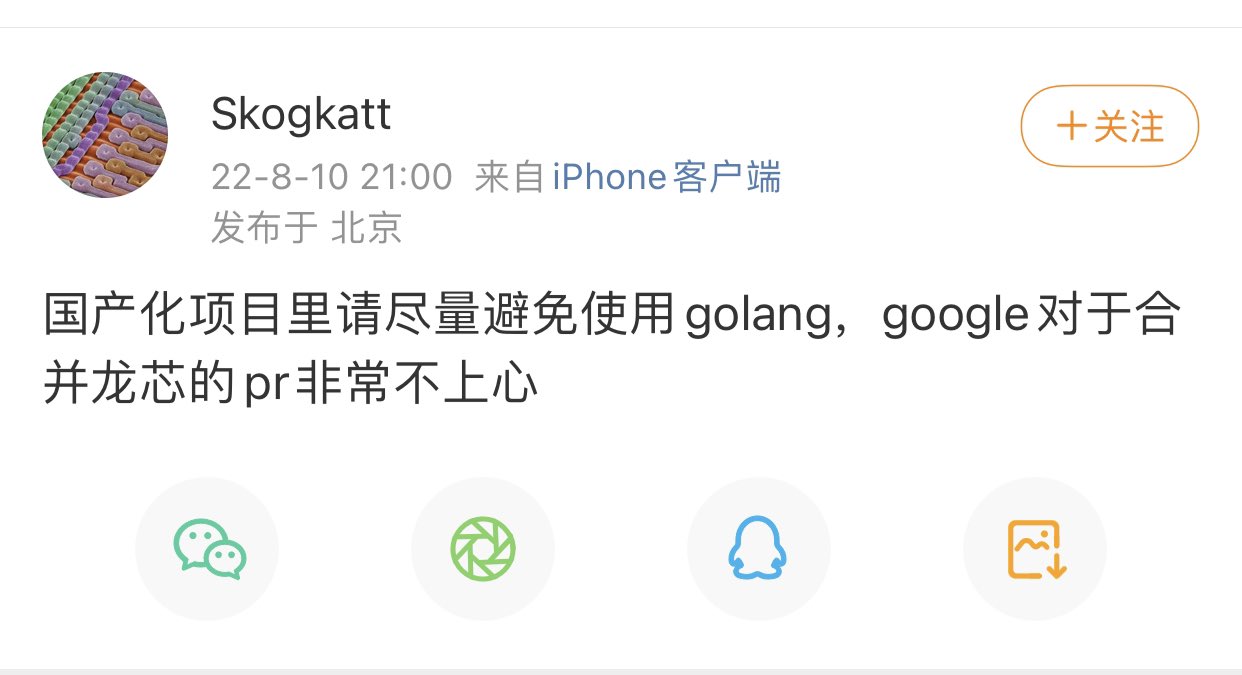 Skogkatt
+关注
22-8-10 21:00 来自 iPhone客户端
发布于 北京
国产化项目里请尽量避免使用golang，google对于合
并龙芯的pr非常不上心